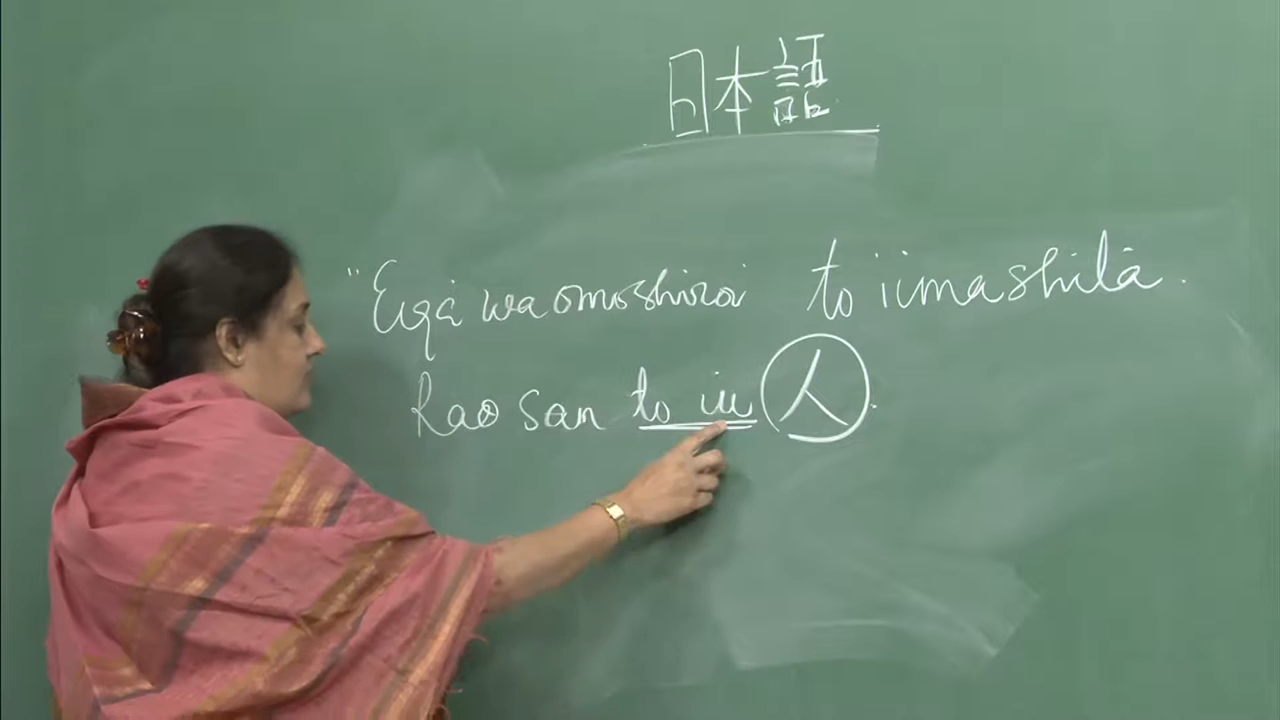 日本語
"Eiga wa omoshiroi to iimashita.
Rao san to iu 人.